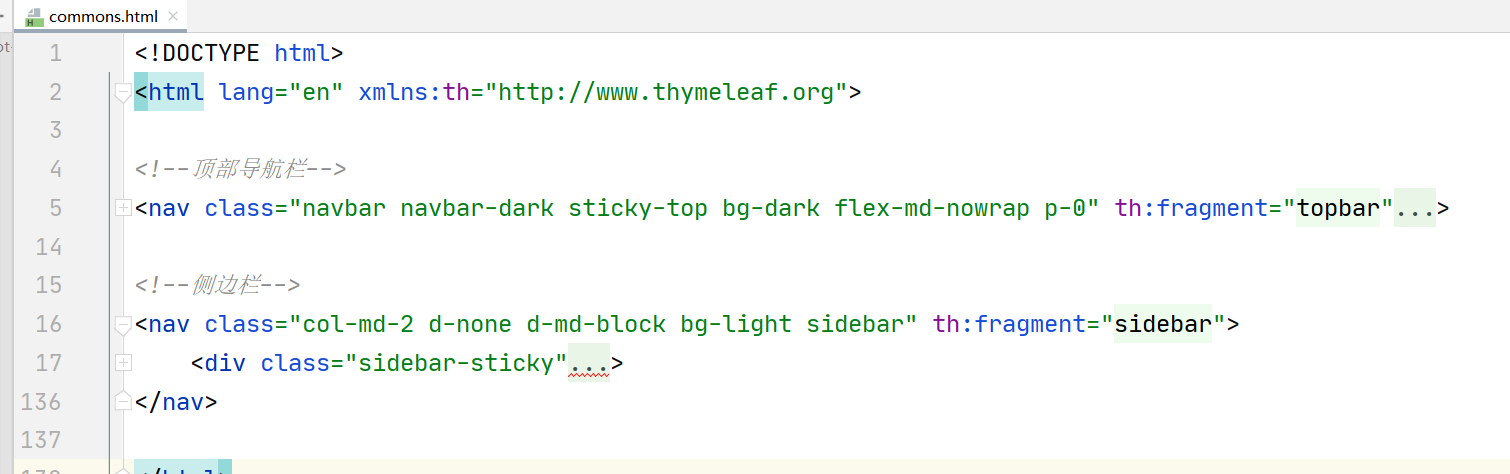 commons.html
1 <!DOCTYPE html>
2 <html lang="en" xmlns:th="http://www.thymeleaf.org">
3
4 <!--顶部导航栏-->
5 <nav class="navbar navbar-dark sticky-top bg-dark flex-md-nowrap p-0" th:fragment="topbar"...>
14
15 <!--侧边栏-->
16 <nav class="col-md-2 d-none d-md-block bg-light sidebar" th:fragment="sidebar">
17 <div class="sidebar-sticky"...>
136 </nav>
137